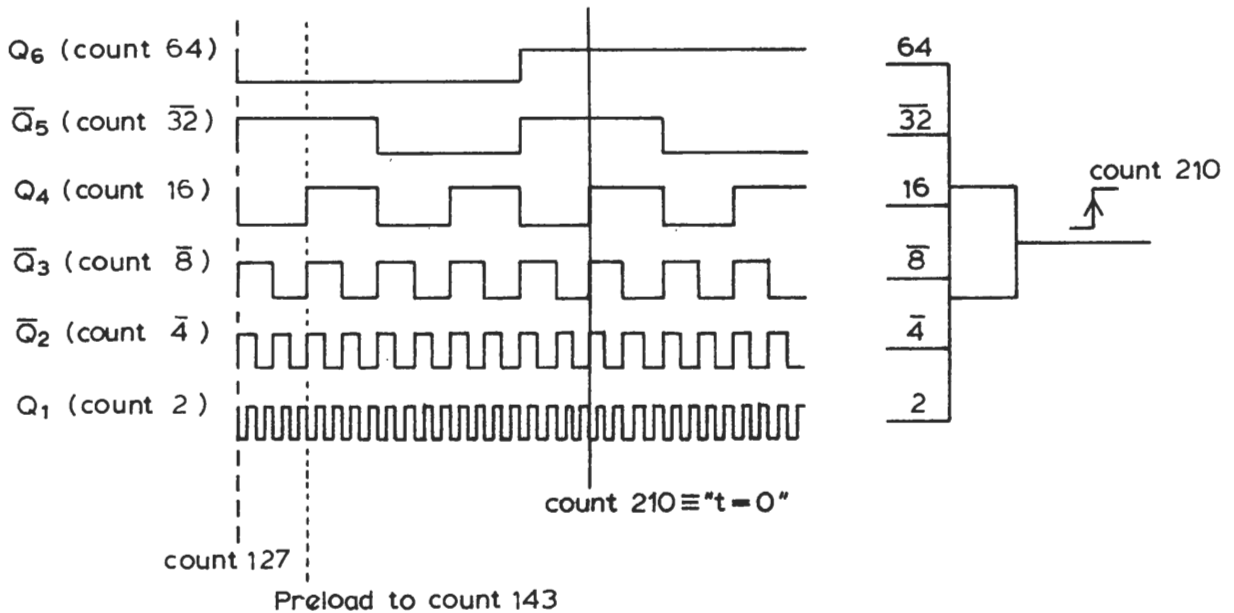 Q₆ (count 64)
Q̅₅ (count 3̅2̅)
Q₄ (count 16)
Q̅₃ (count 8̅)
Q̅₂ (count 4̅)
Q₁ (count 2)
count 127
Preload to count 143
count 210≡"t=0"
64
3̅2̅
16
8̅
4̅
2
count 210